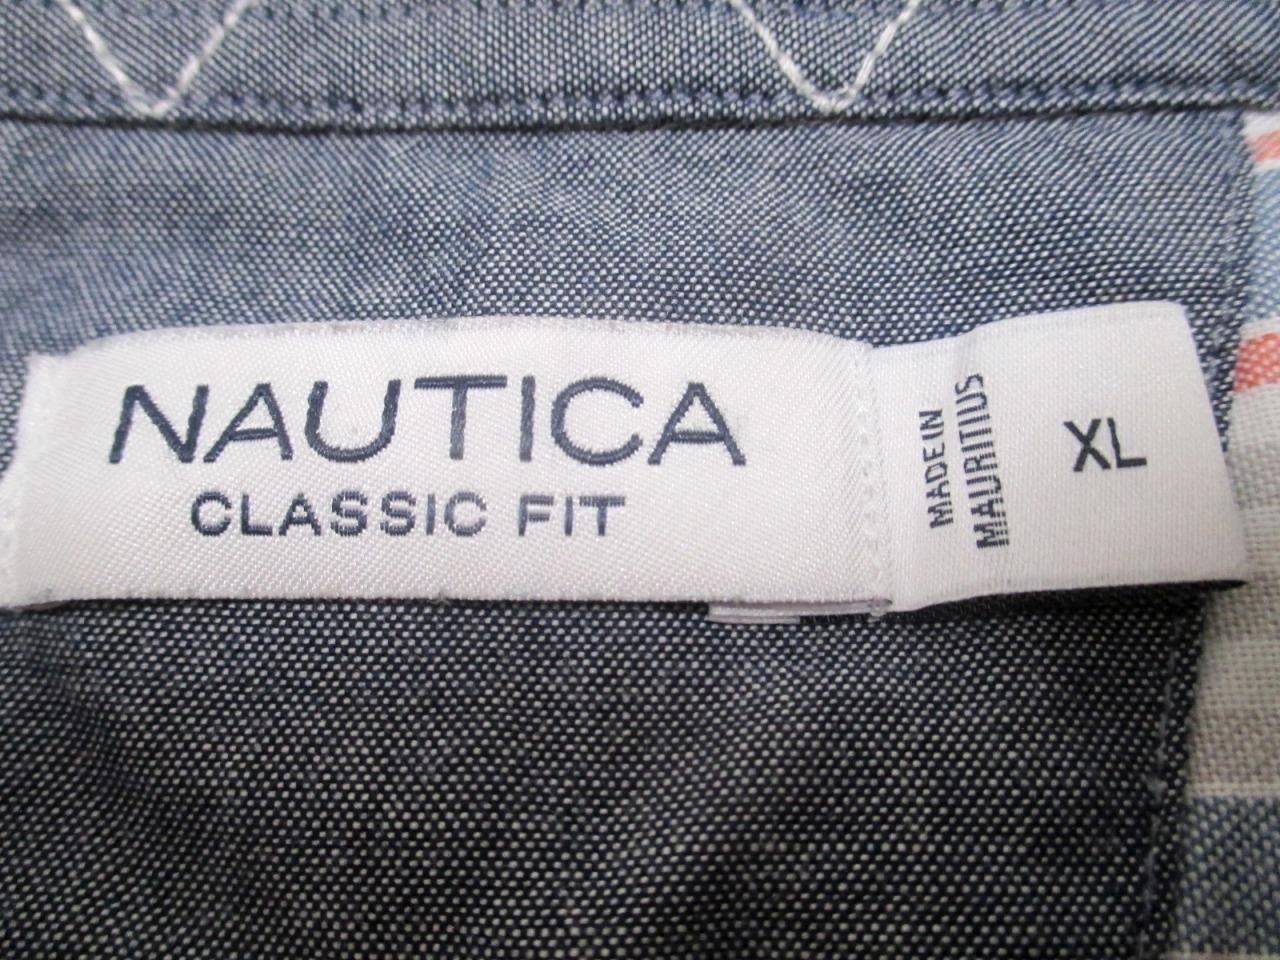 NAUTICA
CLASSIC FIT
MADE IN
MAURITIUS
XL